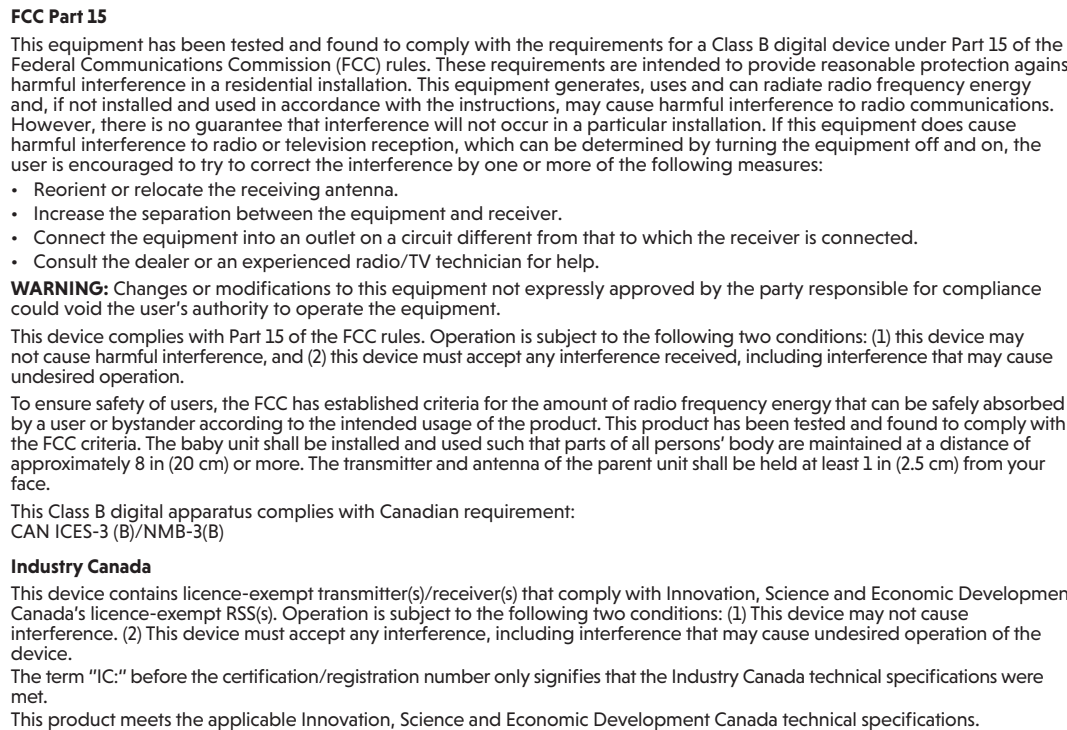 FCC Part 15
This equipment has been tested and found to comply with the requirements for a Class B digital device under Part 15 of the
Federal Communications Commission (FCC) rules. These requirements are intended to provide reasonable protection agains
harmful interference in a residential installation. This equipment generates, uses and can radiate radio frequency energy
and, if not installed and used in accordance with the instructions, may cause harmful interference to radio communications.
However, there is no guarantee that interference will not occur in a particular installation. If this equipment does cause
harmful interference to radio or television reception, which can be determined by turning the equipment off and on, the
user is encouraged to try to correct the interference by one or more of the following measures:
• Reorient or relocate the receiving antenna.
• Increase the separation between the equipment and receiver.
• Connect the equipment into an outlet on a circuit different from that to which the receiver is connected.
• Consult the dealer or an experienced radio/TV technician for help.
WARNING: Changes or modifications to this equipment not expressly approved by the party responsible for compliance
could void the user's authority to operate the equipment.
This device complies with Part 15 of the FCC rules. Operation is subject to the following two conditions: (1) this device may
not cause harmful interference, and (2) this device must accept any interference received, including interference that may cause
undesired operation.
To ensure safety of users, the FCC has established criteria for the amount of radio frequency energy that can be safely absorbed
by a user or bystander according to the intended usage of the product. This product has been tested and found to comply with
the FCC criteria. The baby unit shall be installed and used such that parts of all persons' body are maintained at a distance of
approximately 8 in (20 cm) or more. The transmitter and antenna of the parent unit shall be held at least 1 in (2.5 cm) from your
face.
This Class B digital apparatus complies with Canadian requirement:
CAN ICES-3 (B)/NMB-3(B)
Industry Canada
This device contains licence-exempt transmitter(s)/receiver(s) that comply with Innovation, Science and Economic Developmen
Canada's licence-exempt RSS(s). Operation is subject to the following two conditions: (1) This device may not cause
interference. (2) This device must accept any interference, including interference that may cause undesired operation of the
device.
The term "IC:" before the certification/registration number only signifies that the Industry Canada technical specifications were
met.
This product meets the applicable Innovation, Science and Economic Development Canada technical specifications.